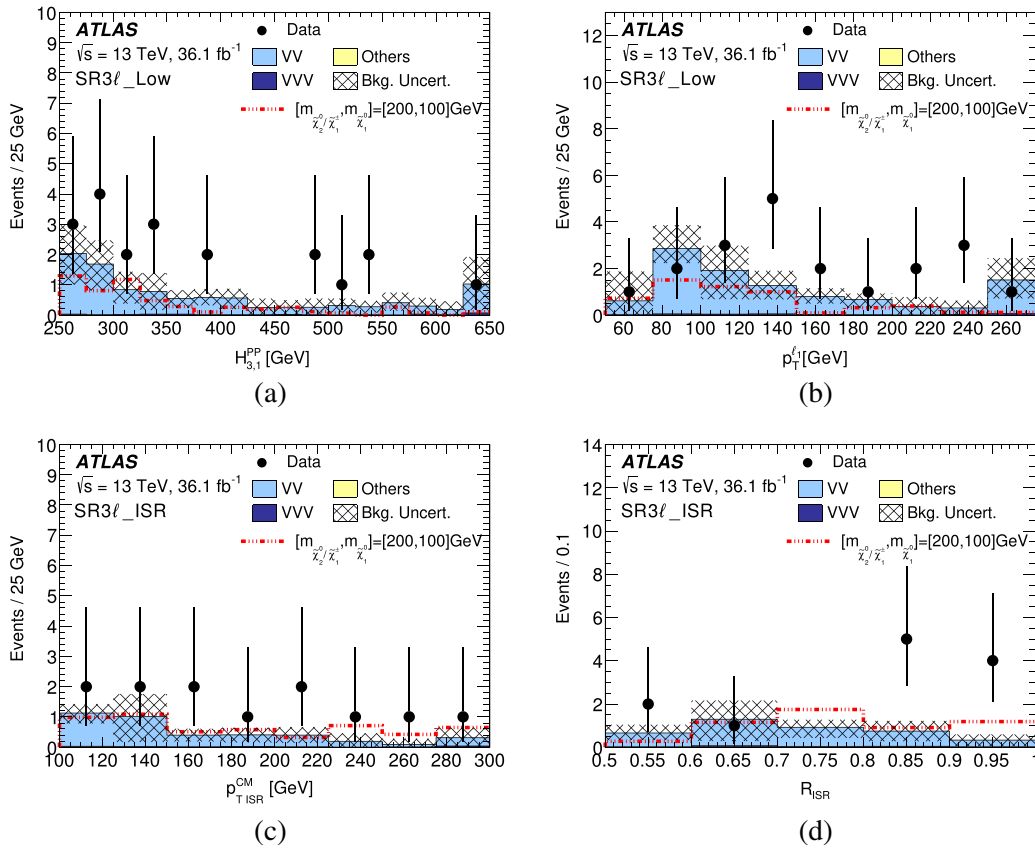 ATLAS
√s = 13 TeV, 36.1 fb⁻¹
SR3ℓ_Low
Data
VV Others
VVV Bkg. Uncert.
[m_{χ̃⁰₂/χ̃±₁},m_{χ̃⁰₁}]=[200,100]GeV
Events / 25 GeV
10
9
8
7
6
5
4
3
2
1
0
250 300 350 400 450 500 550 600 650
H^{PP}_{3,1} [GeV]
(a)
ATLAS
√s = 13 TeV, 36.1 fb⁻¹
SR3ℓ_Low
Data
VV Others
VVV Bkg. Uncert.
[m_{χ̃⁰₂/χ̃±₁},m_{χ̃⁰₁}]=[200,100]GeV
Events / 25 GeV
12
10
8
6
4
2
0
60 80 100 120 140 160 180 200 220 240 260
p_T^{ℓ₁} [GeV]
(b)
ATLAS
√s = 13 TeV, 36.1 fb⁻¹
SR3ℓ_ISR
Data
VV Others
VVV Bkg. Uncert.
[m_{χ̃⁰₂/χ̃±₁},m_{χ̃⁰₁}]=[200,100]GeV
Events / 25 GeV
10
9
8
7
6
5
4
3
2
1
0
100 120 140 160 180 200 220 240 260 280 300
p^{CM}_{T ISR} [GeV]
(c)
ATLAS
√s = 13 TeV, 36.1 fb⁻¹
SR3ℓ_ISR
Data
VV Others
VVV Bkg. Uncert.
[m_{χ̃⁰₂/χ̃±₁},m_{χ̃⁰₁}]=[200,100]GeV
Events / 0.1
14
12
10
8
6
4
2
0
0.5 0.55 0.6 0.65 0.7 0.75 0.8 0.85 0.9 0.95
R_{ISR}
(d)